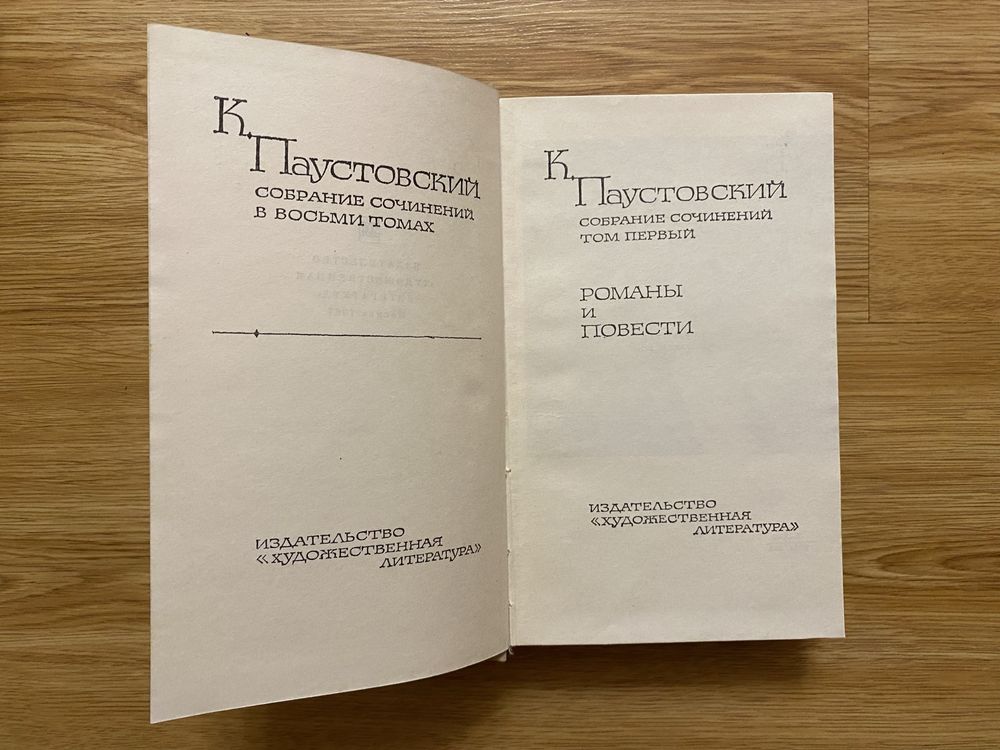 К. Паустовский
СОБРАНИЕ СОЧИНЕНИЙ
В ВОСЬМИ ТОМАХ
ИЗДАТЕЛЬСТВО
«ХУДОЖЕСТВЕННАЯ
ЛИТЕРАТУРА»
К. Паустовский
СОБРАНИЕ СОЧИНЕНИЙ
ТОМ ПЕРВЫЙ
РОМАНЫ
И
ПОВЕСТИ
ИЗДАТЕЛЬСТВО
«ХУДОЖЕСТВЕННАЯ
ЛИТЕРАТУРА»